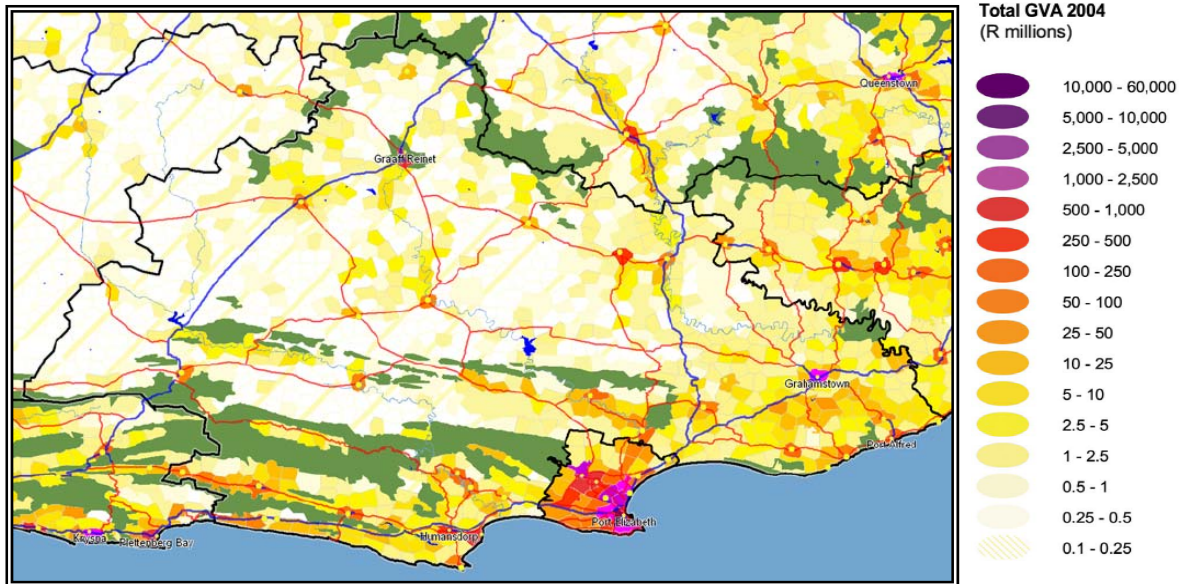 Total GVA 2004
(R millions)
10,000 - 60,000
5,000 - 10,000
2,500 - 5,000
1,000 - 2,500
500 - 1,000
250 - 500
100 - 250
50 - 100
25 - 50
10 - 25
5 - 10
2.5 - 5
1 - 2.5
0.5 - 1
0.25 - 0.5
0.1 - 0.25
Queenstown
Graaff Reinet
Grahamstown
Port Alfred
Port Elizabeth
Humansdorp
Knysna
Plettenberg Bay